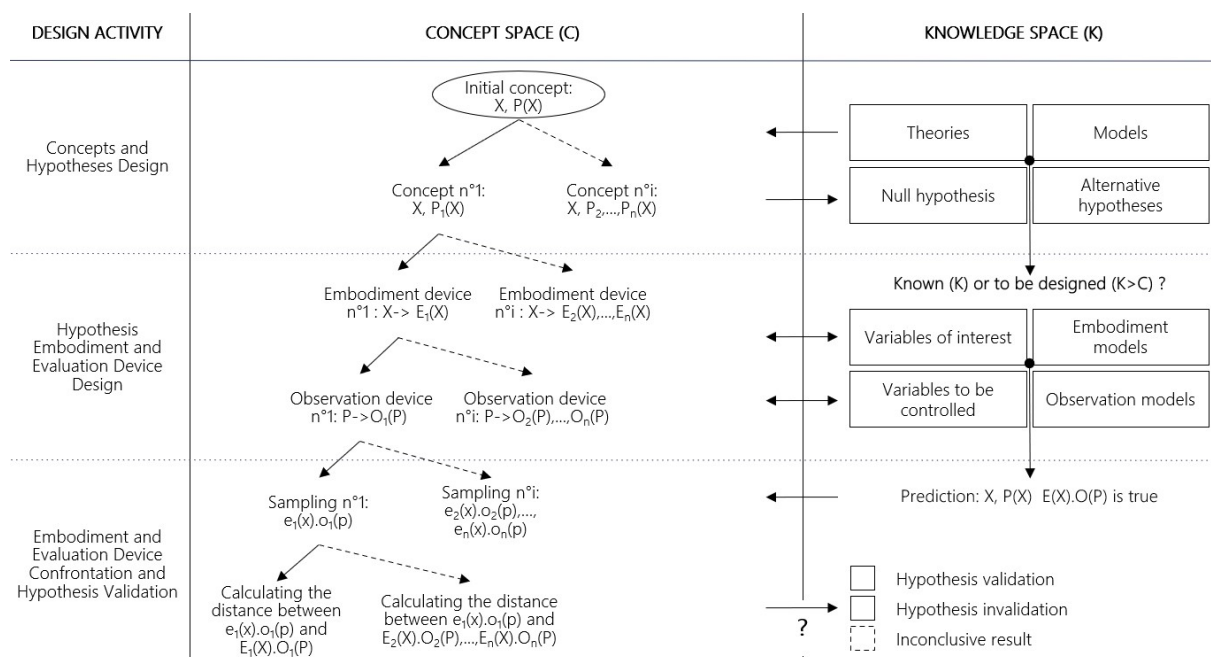 DESIGN ACTIVITY
CONCEPT SPACE (C)
KNOWLEDGE SPACE (K)
Concepts and
Hypotheses Design
Initial concept:
X, P(X)
Concept n°1:
X, P₁(X)
Concept n°i:
X, P₂,...,Pₙ(X)
Theories
Models
Null hypothesis
Alternative
hypotheses
Hypothesis
Embodiment and
Evaluation Device
Design
Embodiment device
n°1 : X-> E₁(X)
Embodiment device
n°i : X-> E₂(X),...,Eₙ(X)
Observation device
n°1: P->O₁(P)
Observation device
n°i: P->O₂(P),...,Oₙ(P)
Known (K) or to be designed (K>C) ?
Variables of interest
Embodiment
models
Variables to be
controlled
Observation models
Embodiment and
Evaluation Device
Confrontation and
Hypothesis Validation
Sampling n°1:
e₁(x).o₁(p)
Sampling n°i:
e₂(x).o₂(p),...,
eₙ(x).oₙ(p)
Calculating the
distance between
e₁(x).o₁(p) and
E₁(X).O₁(P)
Calculating the distance
between e₁(x).o₁(p) and
E₂(X).O₂(P),...,Eₙ(X).Oₙ(P)
?
Prediction: X, P(X) E(X).O(P) is true
Hypothesis validation
Hypothesis invalidation
Inconclusive result